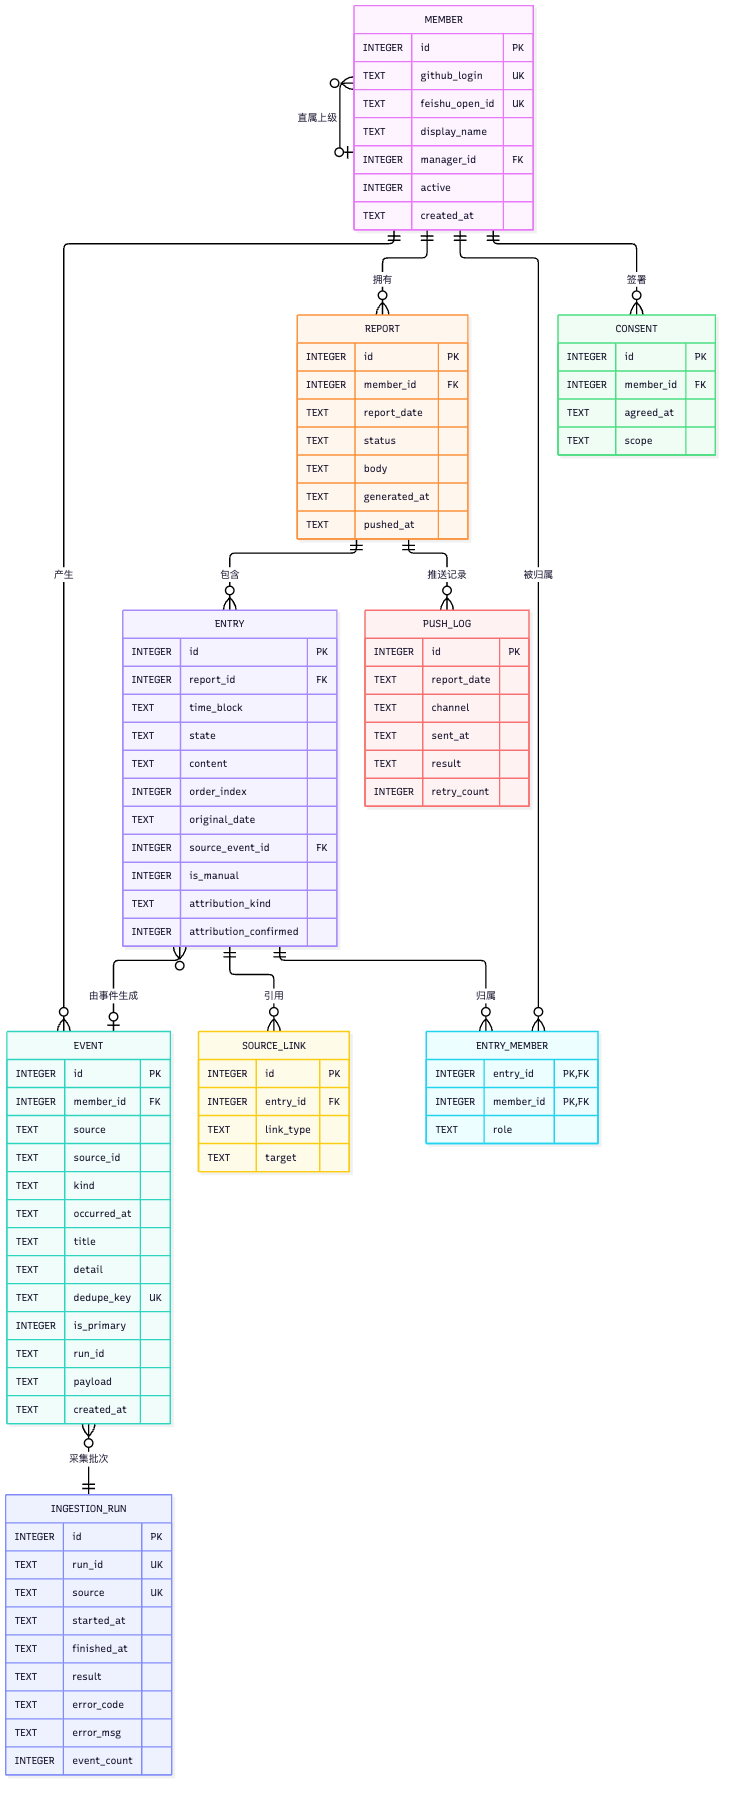 MEMBER
INTEGER id PK
TEXT github_login UK
TEXT feishu_open_id UK
TEXT display_name
INTEGER manager_id FK
INTEGER active
TEXT created_at
直属上级
拥有
签署
REPORT
INTEGER id PK
INTEGER member_id FK
TEXT report_date
TEXT status
TEXT body
TEXT generated_at
TEXT pushed_at
CONSENT
INTEGER id PK
INTEGER member_id FK
TEXT agreed_at
TEXT scope
产生
包含
推送记录
被归属
ENTRY
INTEGER id PK
INTEGER report_id FK
TEXT time_block
TEXT state
TEXT content
INTEGER order_index
TEXT original_date
INTEGER source_event_id FK
INTEGER is_manual
TEXT attribution_kind
INTEGER attribution_confirmed
PUSH_LOG
INTEGER id PK
TEXT report_date
TEXT channel
TEXT sent_at
TEXT result
INTEGER retry_count
由事件生成
引用
归属
EVENT
INTEGER id PK
INTEGER member_id FK
TEXT source
TEXT source_id
TEXT kind
TEXT occurred_at
TEXT title
TEXT detail
TEXT dedupe_key UK
INTEGER is_primary
TEXT run_id
TEXT payload
TEXT created_at
SOURCE_LINK
INTEGER id PK
INTEGER entry_id FK
TEXT link_type
TEXT target
ENTRY_MEMBER
INTEGER entry_id PK,FK
INTEGER member_id PK,FK
TEXT role
采集批次
INGESTION_RUN
INTEGER id PK
TEXT run_id UK
TEXT source UK
TEXT started_at
TEXT finished_at
TEXT result
TEXT error_code
TEXT error_msg
INTEGER event_count